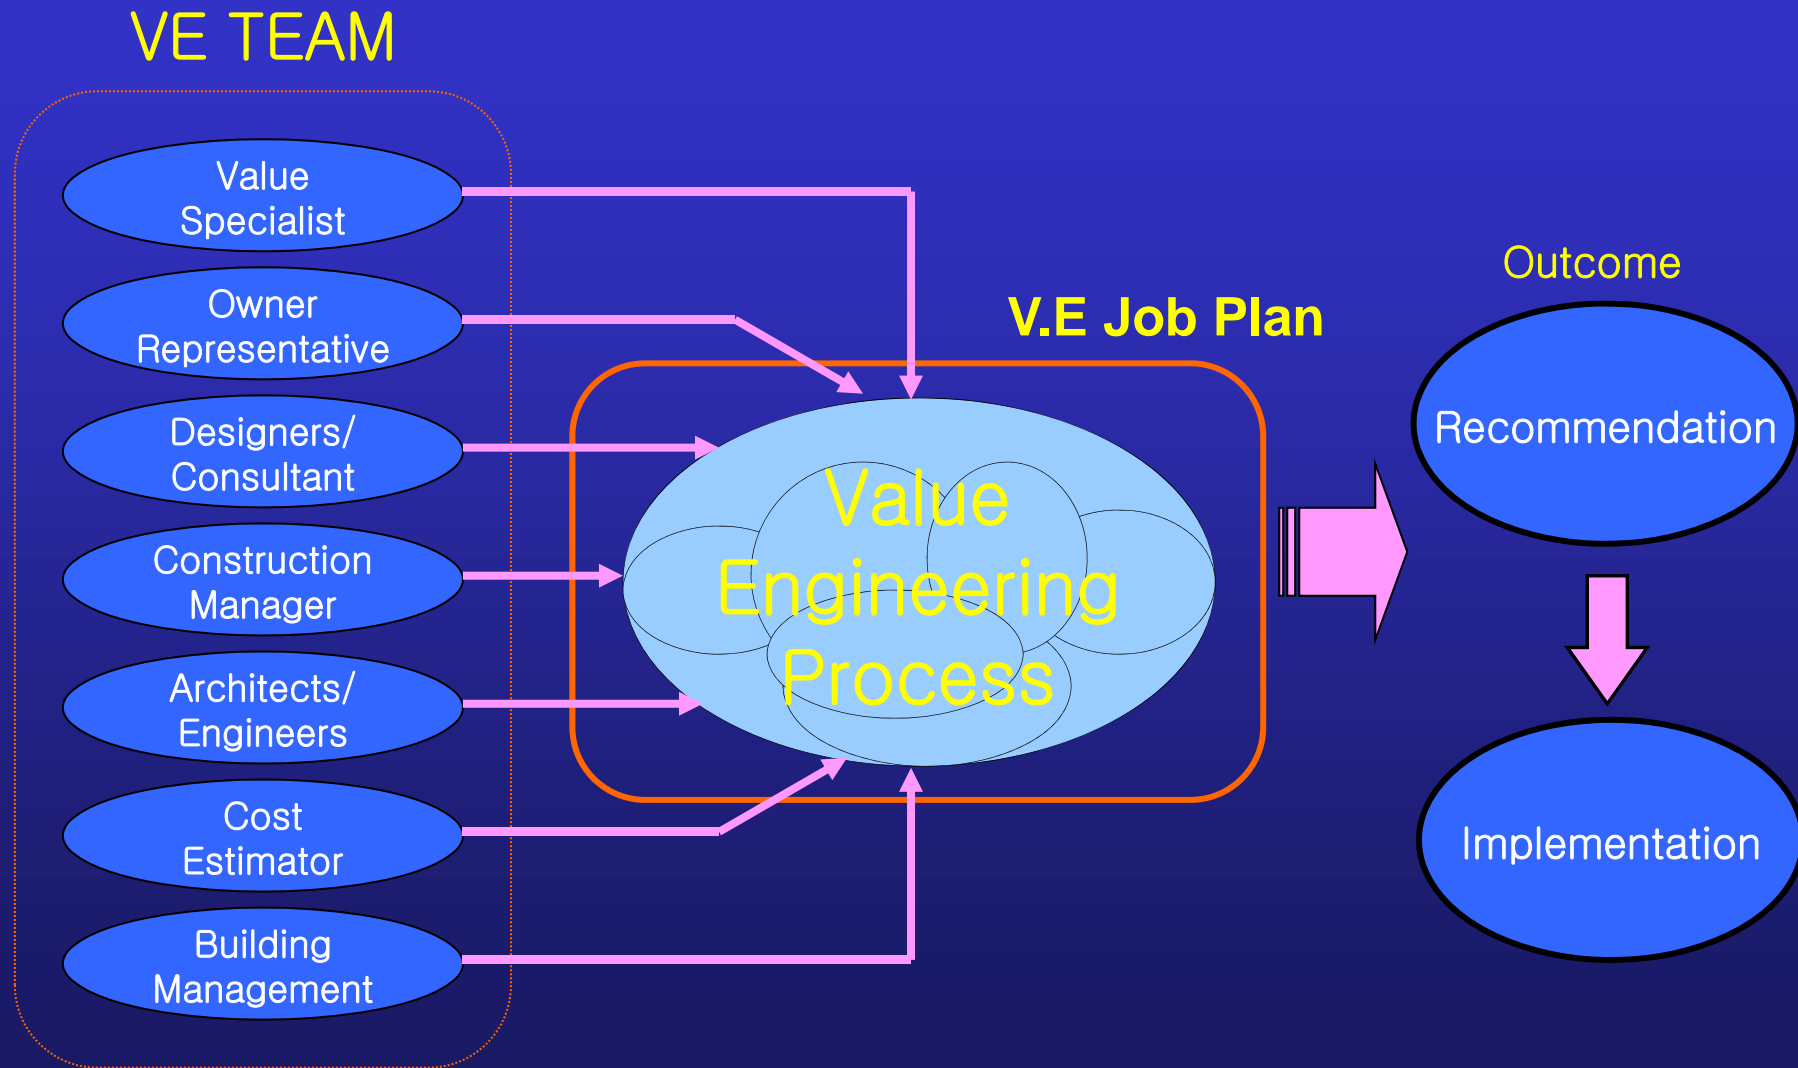 VE TEAM
Value
Specialist
Owner
Representative
Designers/
Consultant
Construction
Manager
Architects/
Engineers
Cost
Estimator
Building
Management
V.E Job Plan
Value
Engineering
Process
Outcome
Recommendation
Implementation